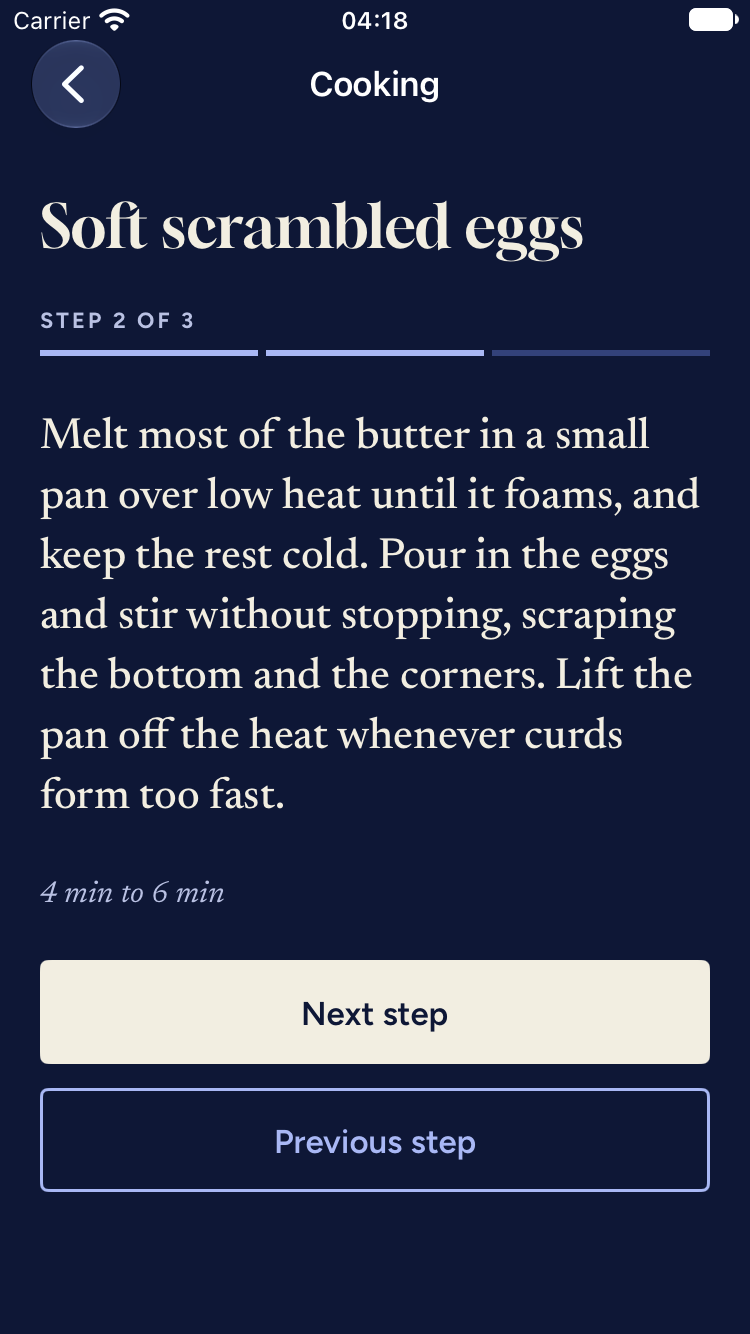 Carrier
04:18
Cooking
Soft scrambled eggs
STEP 2 OF 3
Melt most of the butter in a small
pan over low heat until it foams, and
keep the rest cold. Pour in the eggs
and stir without stopping, scraping
the bottom and the corners. Lift the
pan off the heat whenever curds
form too fast.
4 min to 6 min
Next step
Previous step